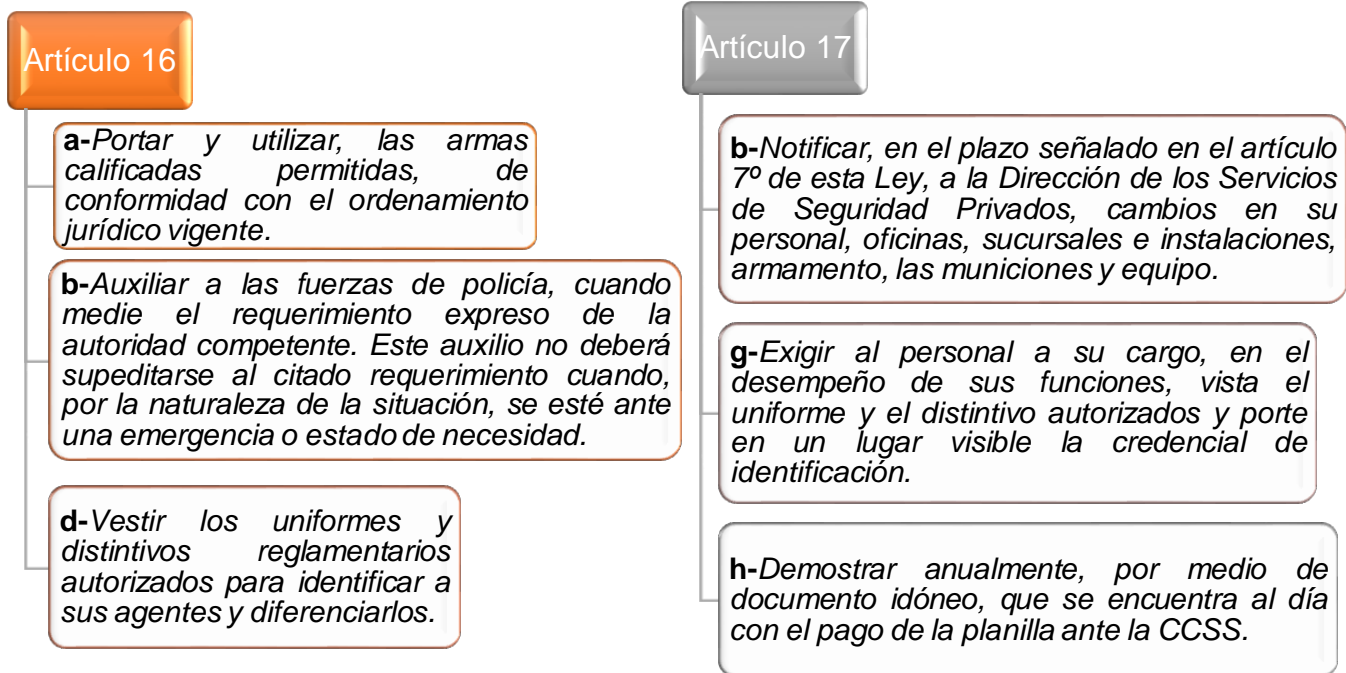 Artículo 16
a-Portar y utilizar, las armas
calificadas permitidas, de
conformidad con el ordenamiento
jurídico vigente.
b-Auxiliar a las fuerzas de policía, cuando
medie el requerimiento expreso de la
autoridad competente. Este auxilio no deberá
supeditarse al citado requerimiento cuando,
por la naturaleza de la situación, se esté ante
una emergencia o estado de necesidad.
d-Vestir los uniformes y
distintivos reglamentarios
autorizados para identificar a
sus agentes y diferenciarlos.
Artículo 17
b-Notificar, en el plazo señalado en el artículo
7º de esta Ley, a la Dirección de los Servicios
de Seguridad Privados, cambios en su
personal, oficinas, sucursales e instalaciones,
armamento, las municiones y equipo.
g-Exigir al personal a su cargo, en el
desempeño de sus funciones, vista el
uniforme y el distintivo autorizados y porte
en un lugar visible la credencial de
identificación.
h-Demostrar anualmente, por medio de
documento idóneo, que se encuentra al día
con el pago de la planilla ante la CCSS.